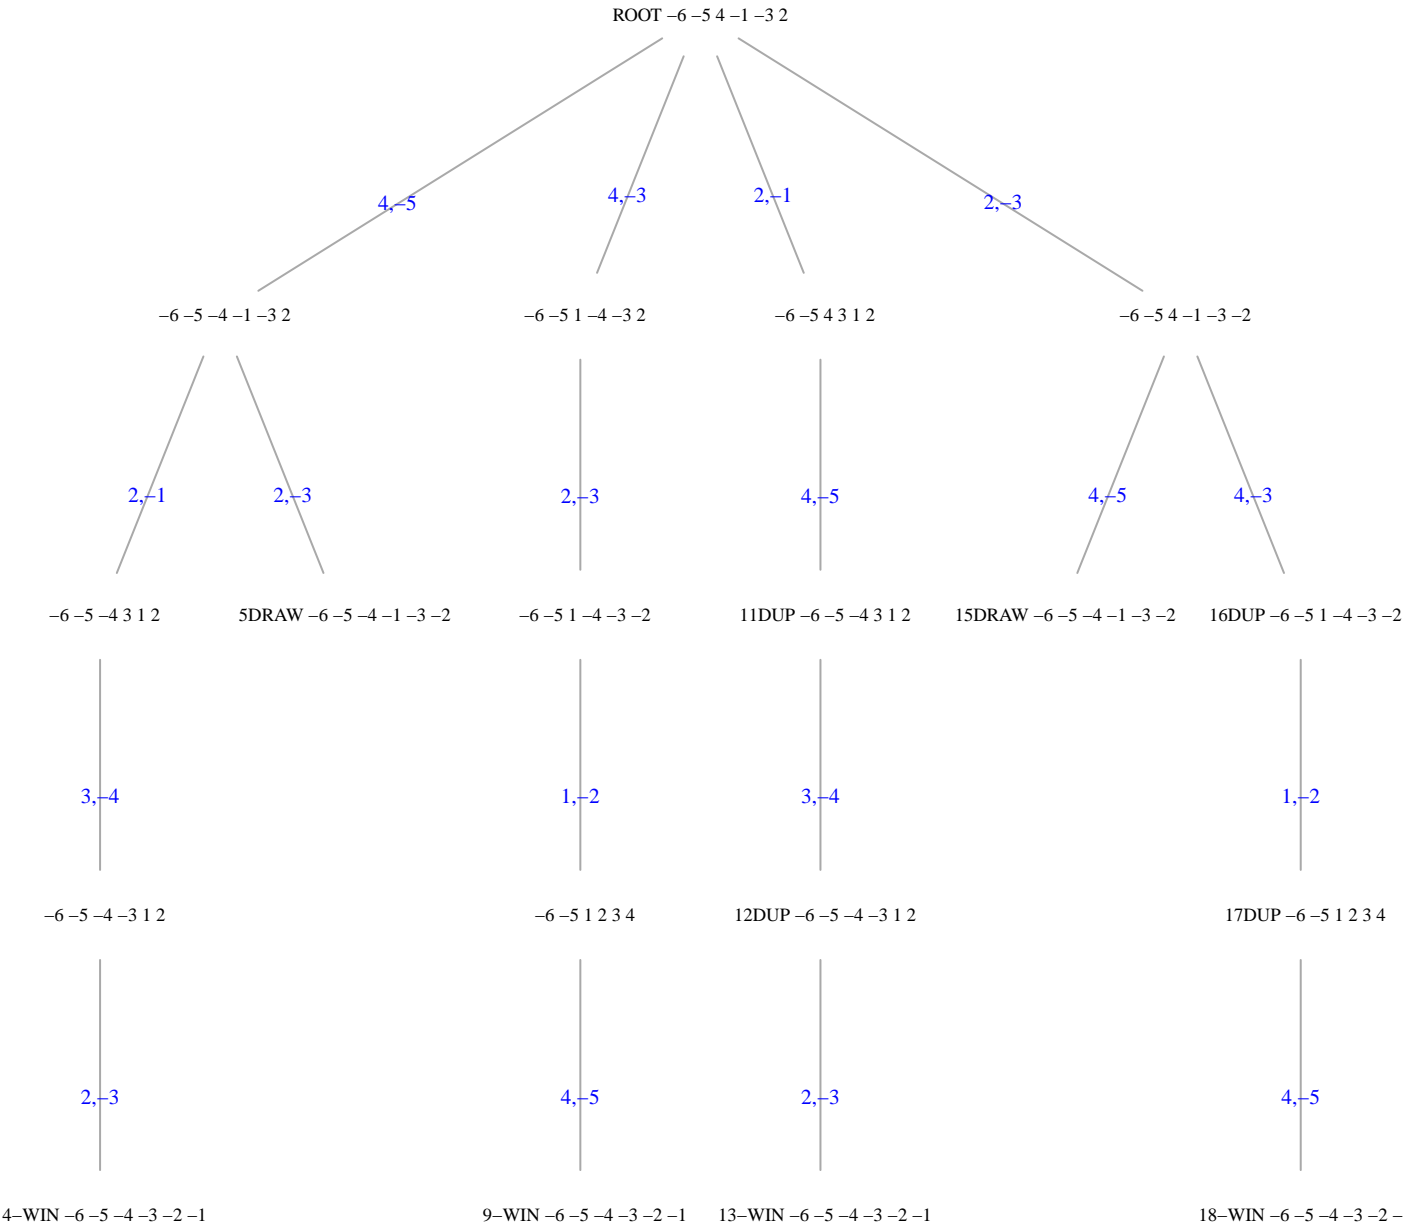 ROOT –6 –5 4 –1 –3 2
4,–5
4,–3
2,–1
2,–3
–6 –5 –4 –1 –3 2
–6 –5 1 –4 –3 2
–6 –5 4 3 1 2
–6 –5 4 –1 –3 –2
2,–1
2,–3
2,–3
4,–5
4,–5
4,–3
–6 –5 –4 3 1 2
5DRAW –6 –5 –4 –1 –3 –2
–6 –5 1 –4 –3 –2
11DUP –6 –5 –4 3 1 2
15DRAW –6 –5 –4 –1 –3 –2
16DUP –6 –5 1 –4 –3 –2
3,–4
1,–2
3,–4
1,–2
–6 –5 –4 –3 1 2
–6 –5 1 2 3 4
12DUP –6 –5 –4 –3 1 2
17DUP –6 –5 1 2 3 4
2,–3
4,–5
2,–3
4,–5
4–WIN –6 –5 –4 –3 –2 –1
9–WIN –6 –5 –4 –3 –2 –1
13–WIN –6 –5 –4 –3 –2 –1
18–WIN –6 –5 –4 –3 –2 –